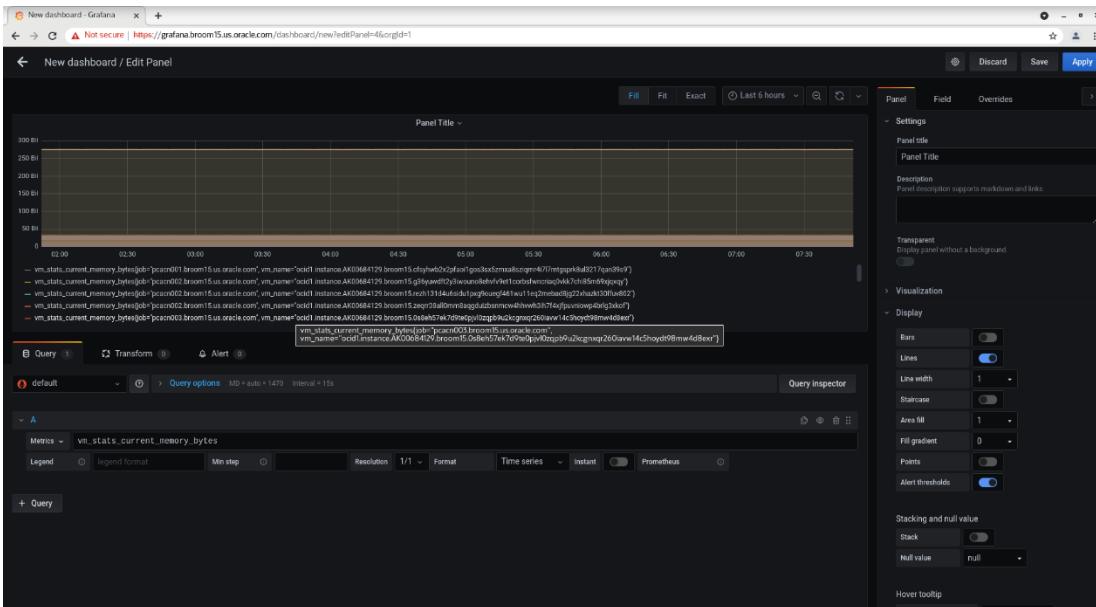 New dashboard - Grafana
Not secure | https://grafana.broom15.us.oracle.com/dashboard/new?editPanel=4&orgId=1
New dashboard / Edit Panel
Discard
Save
Apply
Fill
Fit
Exact
Last 6 hours
Panel
Field
Overrides
Panel Title
300 Bil
250 Bil
200 Bil
150 Bil
100 Bil
50 Bil
0
02:00
02:30
03:00
03:30
04:00
04:30
05:00
05:30
06:00
06:30
07:00
07:30
vm_stats_current_memory_bytes{job="pcacn001.broom15.us.oracle.com",
vm_stats_current_memory_bytes{job="pcacn002.broom15.us.oracle.com",
vm_stats_current_memory_bytes{job="pcacn002.broom15.us.oracle.com",
vm_stats_current_memory_bytes{job="pcacn002.broom15.us.oracle.com",
vm_stats_current_memory_bytes{job="pcacn003.broom15.us.oracle.com",
vm_stats_current_memory_bytes{job="pcacn003.broom15.us.oracle.com",
Settings
Panel title
Panel Title
Description
Panel description supports markdown and links.
Transparent
Display panel without a background.
Visualization
Display
Bars
Lines
Line width
1
Staircase
Area fill
1
Fill gradient
0
Points
Alert thresholds
Stacking and null value
Stack
Null value
null
Hover tooltip
Query 1
Transform 0
Alert 0
default
Query options
MD = auto = 1470
Interval = 15s
Query inspector
A
Metrics
vm_stats_current_memory_bytes
Legend
legend format
Min step
Resolution
1/1
Format
Time series
Instant
Prometheus
+ Query